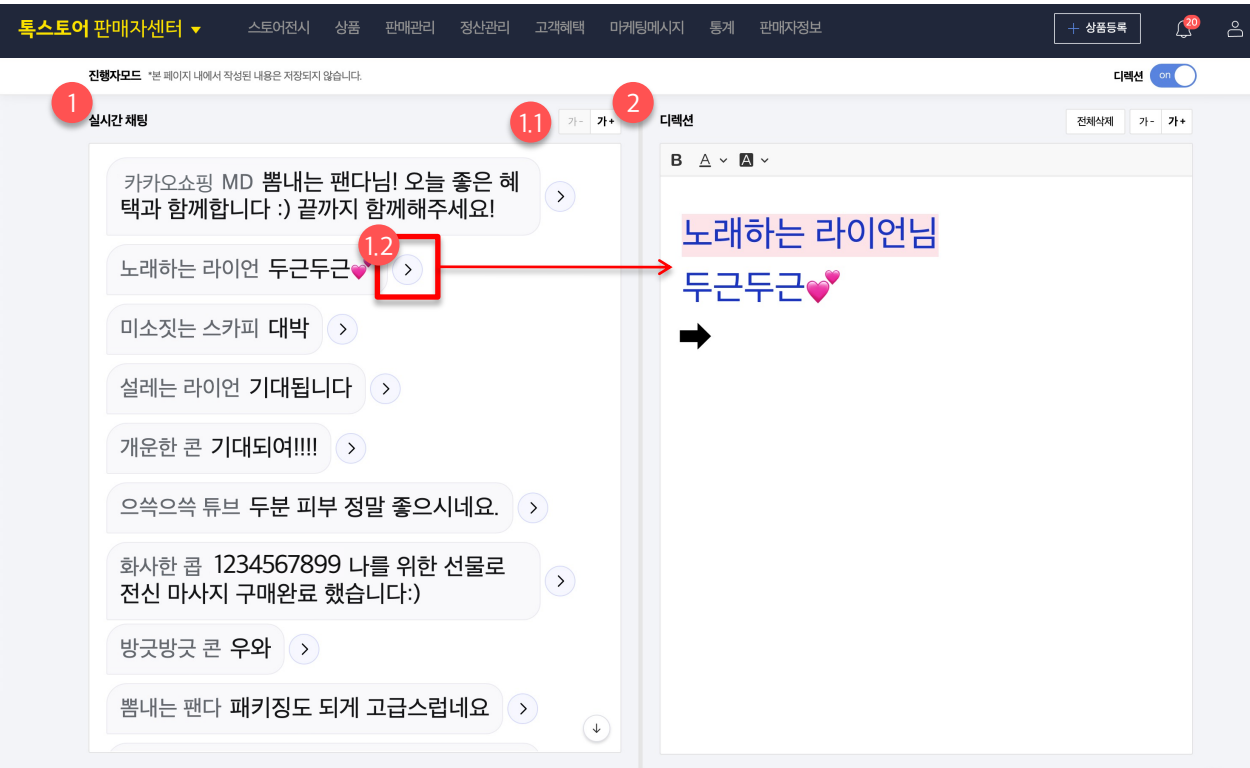 톡스토어 판매자센터 ▼ 스토어전시 상품 판매관리 정산관리 고객혜택 마케팅메시지 통계 판매자정보 + 상품등록 20
진행자모드 *본 페이지 내에서 작성된 내용은 저장되지 않습니다. 디렉션 on
1
실시간 채팅
1.1
가- 가+
카카오쇼핑 MD 뽐내는 팬다님! 오늘 좋은 혜
택과 함께합니다 :) 끝까지 함께해주세요!
1.2
노래하는 라이언 두근두근💕
미소짓는 스카피 대박
설레는 라이언 기대됩니다
개운한 콘 기대되여!!!!
으쓱으쓱 튜브 두분 피부 정말 좋으시네요.
화사한 콥 1234567899 나를 위한 선물로
전신 마사지 구매완료 했습니다:)
방긋방긋 콘 우와
뽐내는 팬다 패키징도 되게 고급스럽네요
2
디렉션
전체삭제 가- 가+
B A A
노래하는 라이언님
두근두근💕
➡